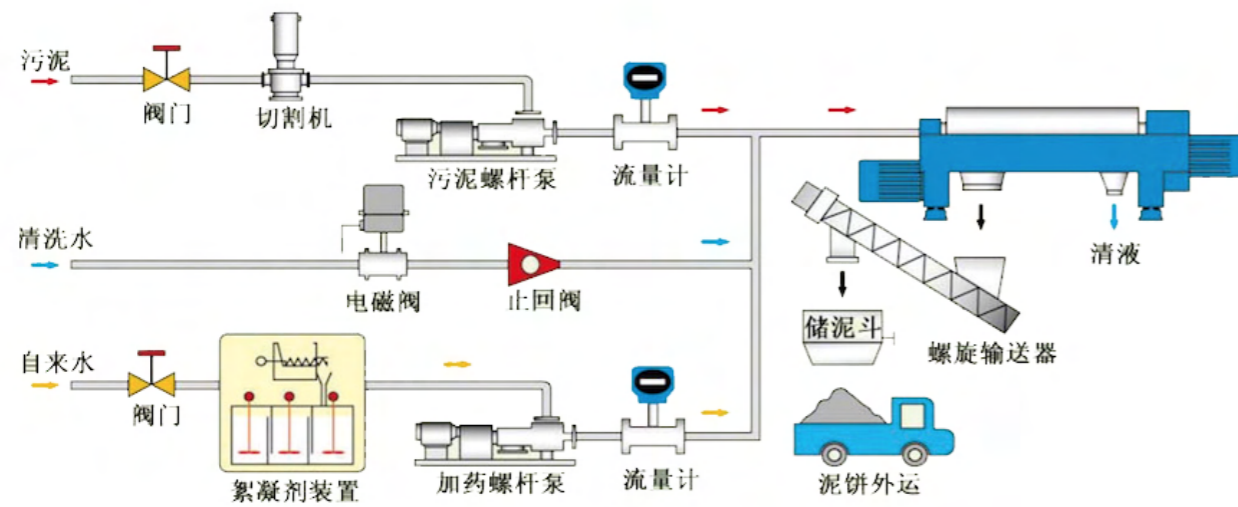 污泥
阀门
切割机
污泥螺杆泵
流量计
清洗水
电磁阀
止回阀
清液
储泥斗
螺旋输送器
自来水
阀门
絮凝剂装置
加药螺杆泵
流量计
泥饼外运